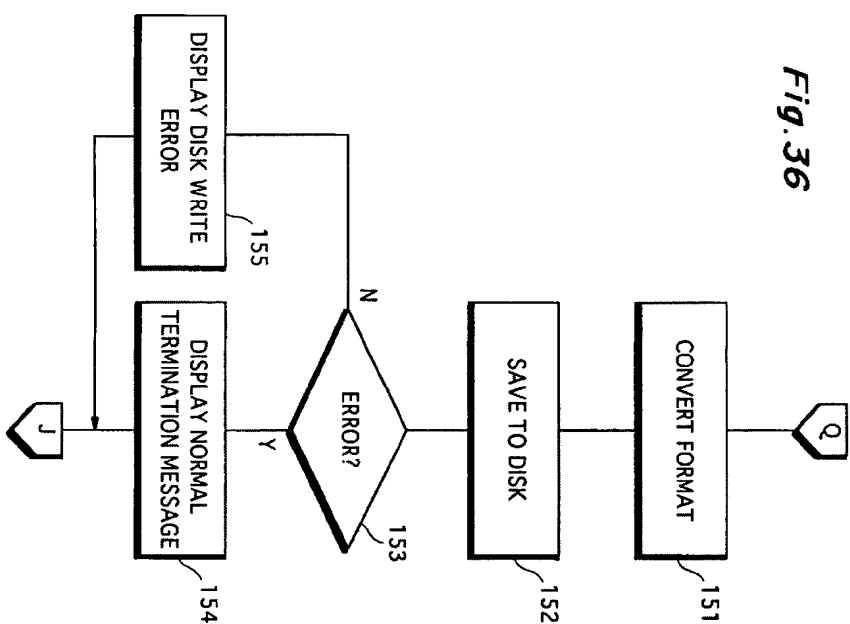 Fig.36
Q
CONVERT FORMAT
151
SAVE TO DISK
152
ERROR?
153
N
Y
DISPLAY DISK WRITE
ERROR
155
DISPLAY NORMAL
TERMINATION MESSAGE
154
J